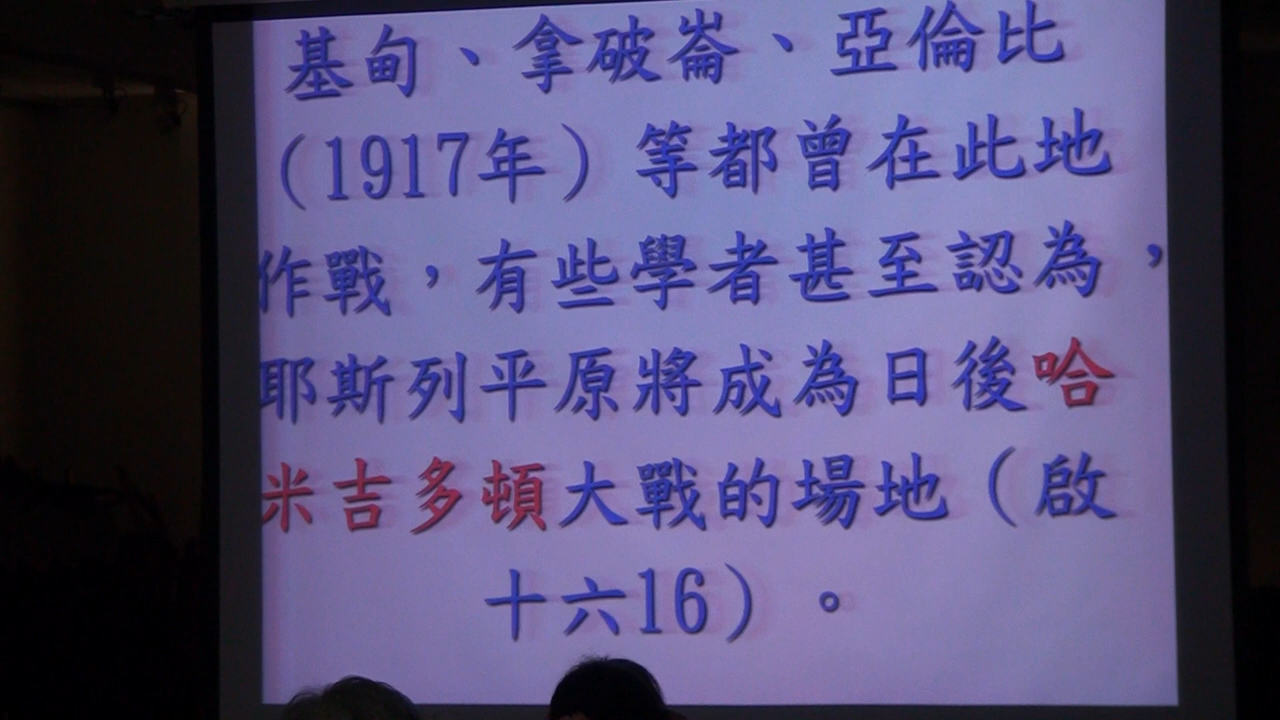 基甸、拿破崙、亞倫比
（1917年）等都曾在此地
作戰，有些學者甚至認為，
耶斯列平原將成為日後哈
米吉多頓大戰的場地（啟
十六16）。